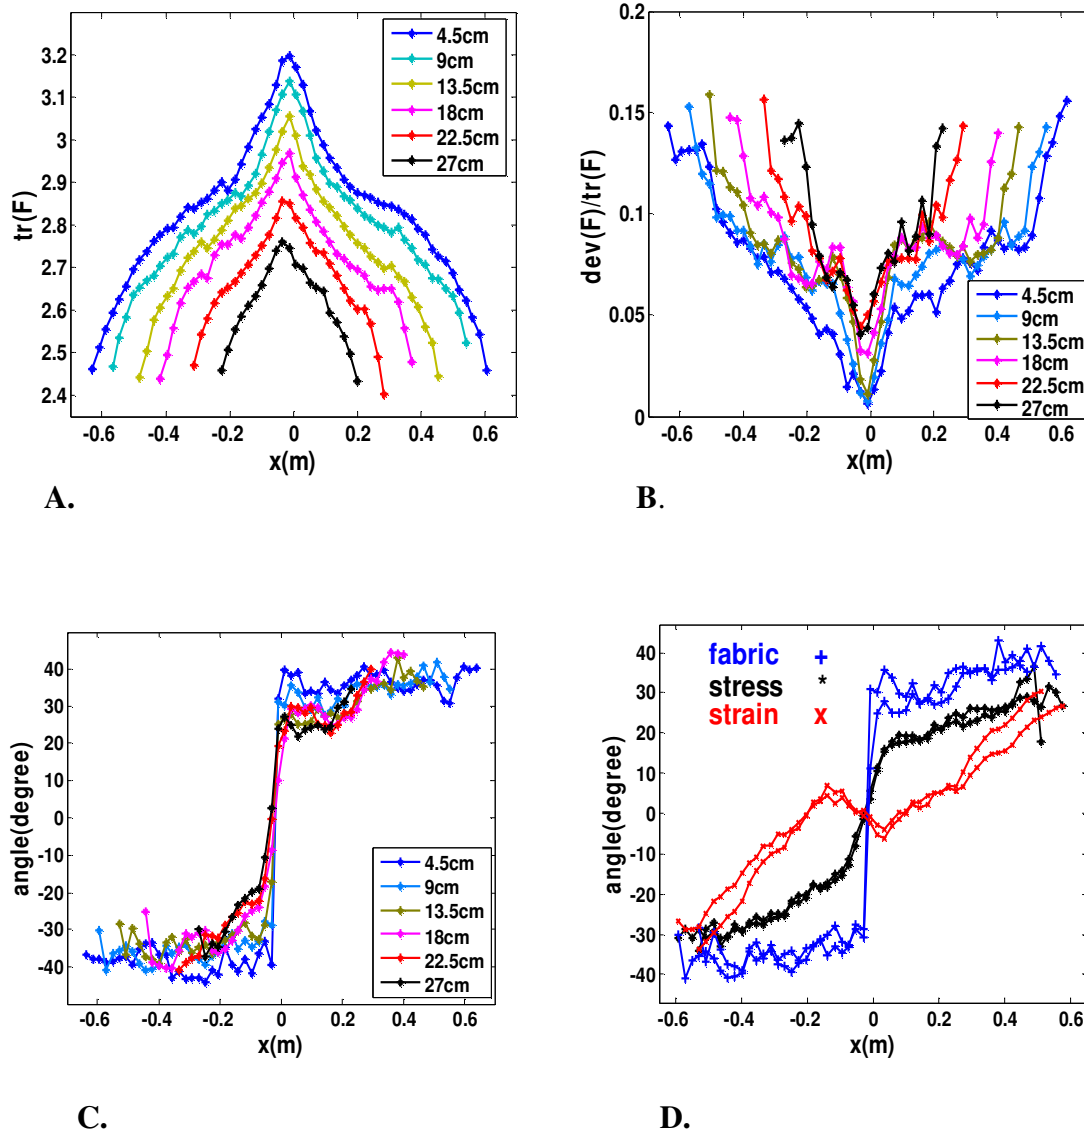 3.2
3.1
3
2.9
2.8
2.7
2.6
2.5
2.4
tr(F)
-0.6 -0.4 -0.2 0 0.2 0.4 0.6
x(m)
4.5cm
9cm
13.5cm
18cm
22.5cm
27cm
A.
0.2
0.15
0.1
0.05
0
dev(F)/tr(F)
-0.6 -0.4 -0.2 0 0.2 0.4 0.6
x(m)
4.5cm
9cm
13.5cm
18cm
22.5cm
27cm
B.
40
30
20
10
0
-10
-20
-30
-40
angle(degree)
-0.6 -0.4 -0.2 0 0.2 0.4 0.6
x(m)
4.5cm
9cm
13.5cm
18cm
22.5cm
27cm
C.
40
30
20
10
0
-10
-20
-30
-40
angle(degree)
-0.6 -0.4 -0.2 0 0.2 0.4 0.6
x(m)
fabric +
stress *
strain x
D.